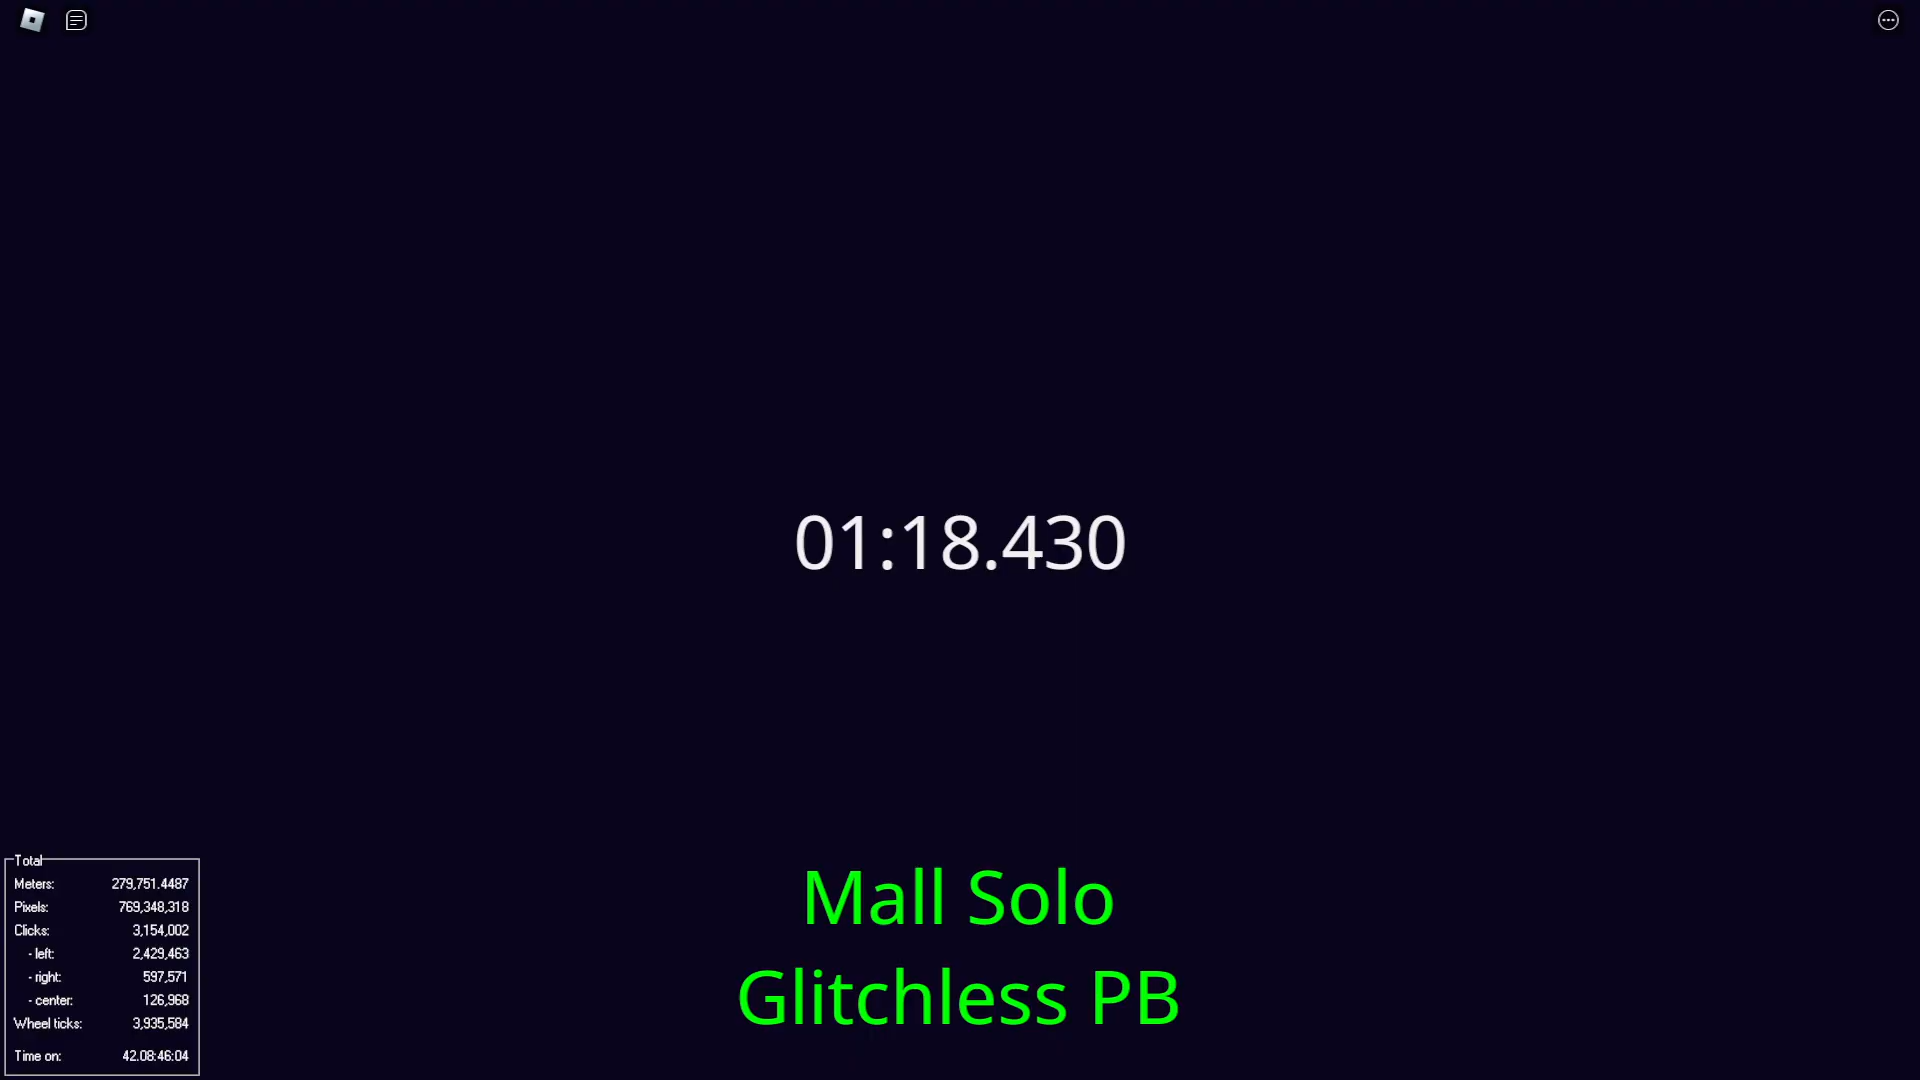 01:18.430
Total
Meters: 279,751.4487
Pixels: 769,348,318
Clicks: 3,154,002
- left: 2,429,463
- right: 597,571
- center: 126,968
Wheel ticks: 3,935,584
Time on: 42.08:46:04
Mall Solo
Glitchless PB